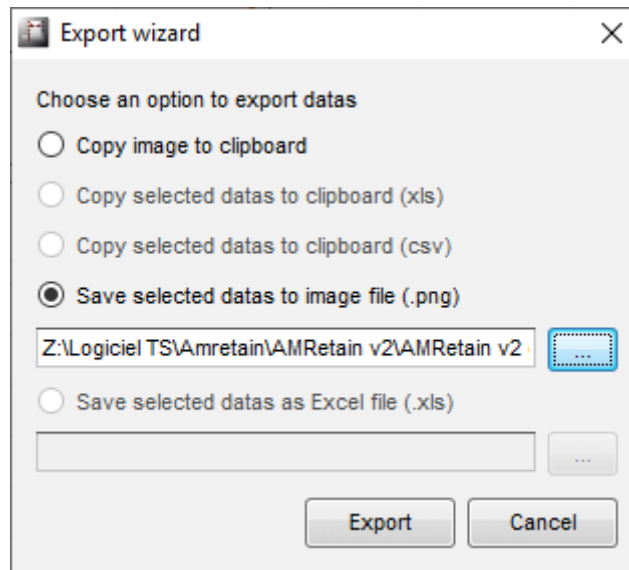 Export wizard
Choose an option to export datas
Copy image to clipboard
Copy selected datas to clipboard (xls)
Copy selected datas to clipboard (csv)
Save selected datas to image file (.png)
Z:\Logiciel TS\Amretain\AMRetain v2\AMRetain v2
...
Save selected datas as Excel file (.xls)
...
Export
Cancel